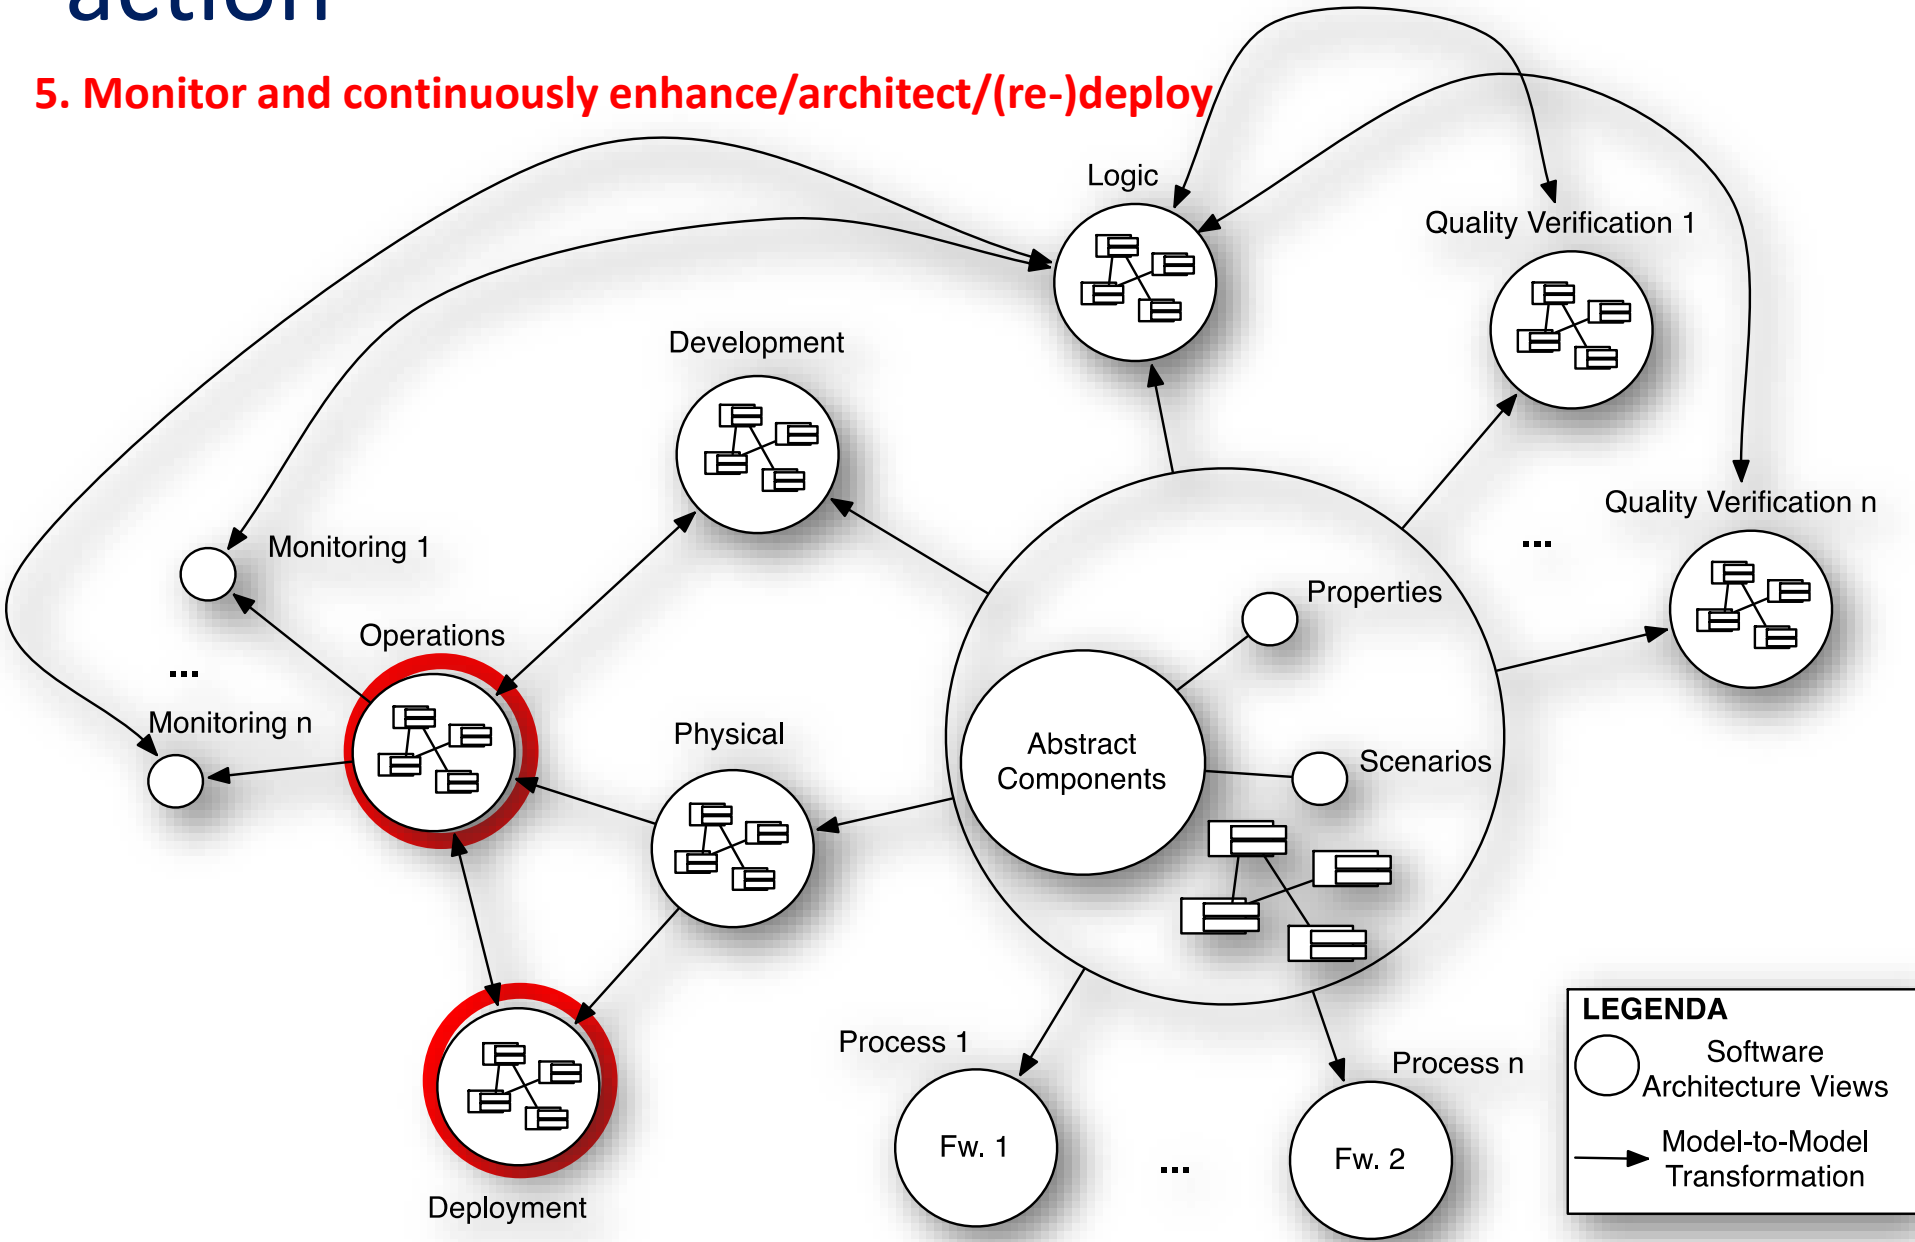 action
5. Monitor and continuously enhance/architect/(re-)deploy
Logic
Quality Verification 1
Development
Quality Verification n
Monitoring 1
...
Properties
Operations
...
Monitoring n
Physical
Abstract
Components
Scenarios
Process 1
Process n
Fw. 1
...
Fw. 2
Deployment
LEGENDA
Software
Architecture Views
Model-to-Model
Transformation